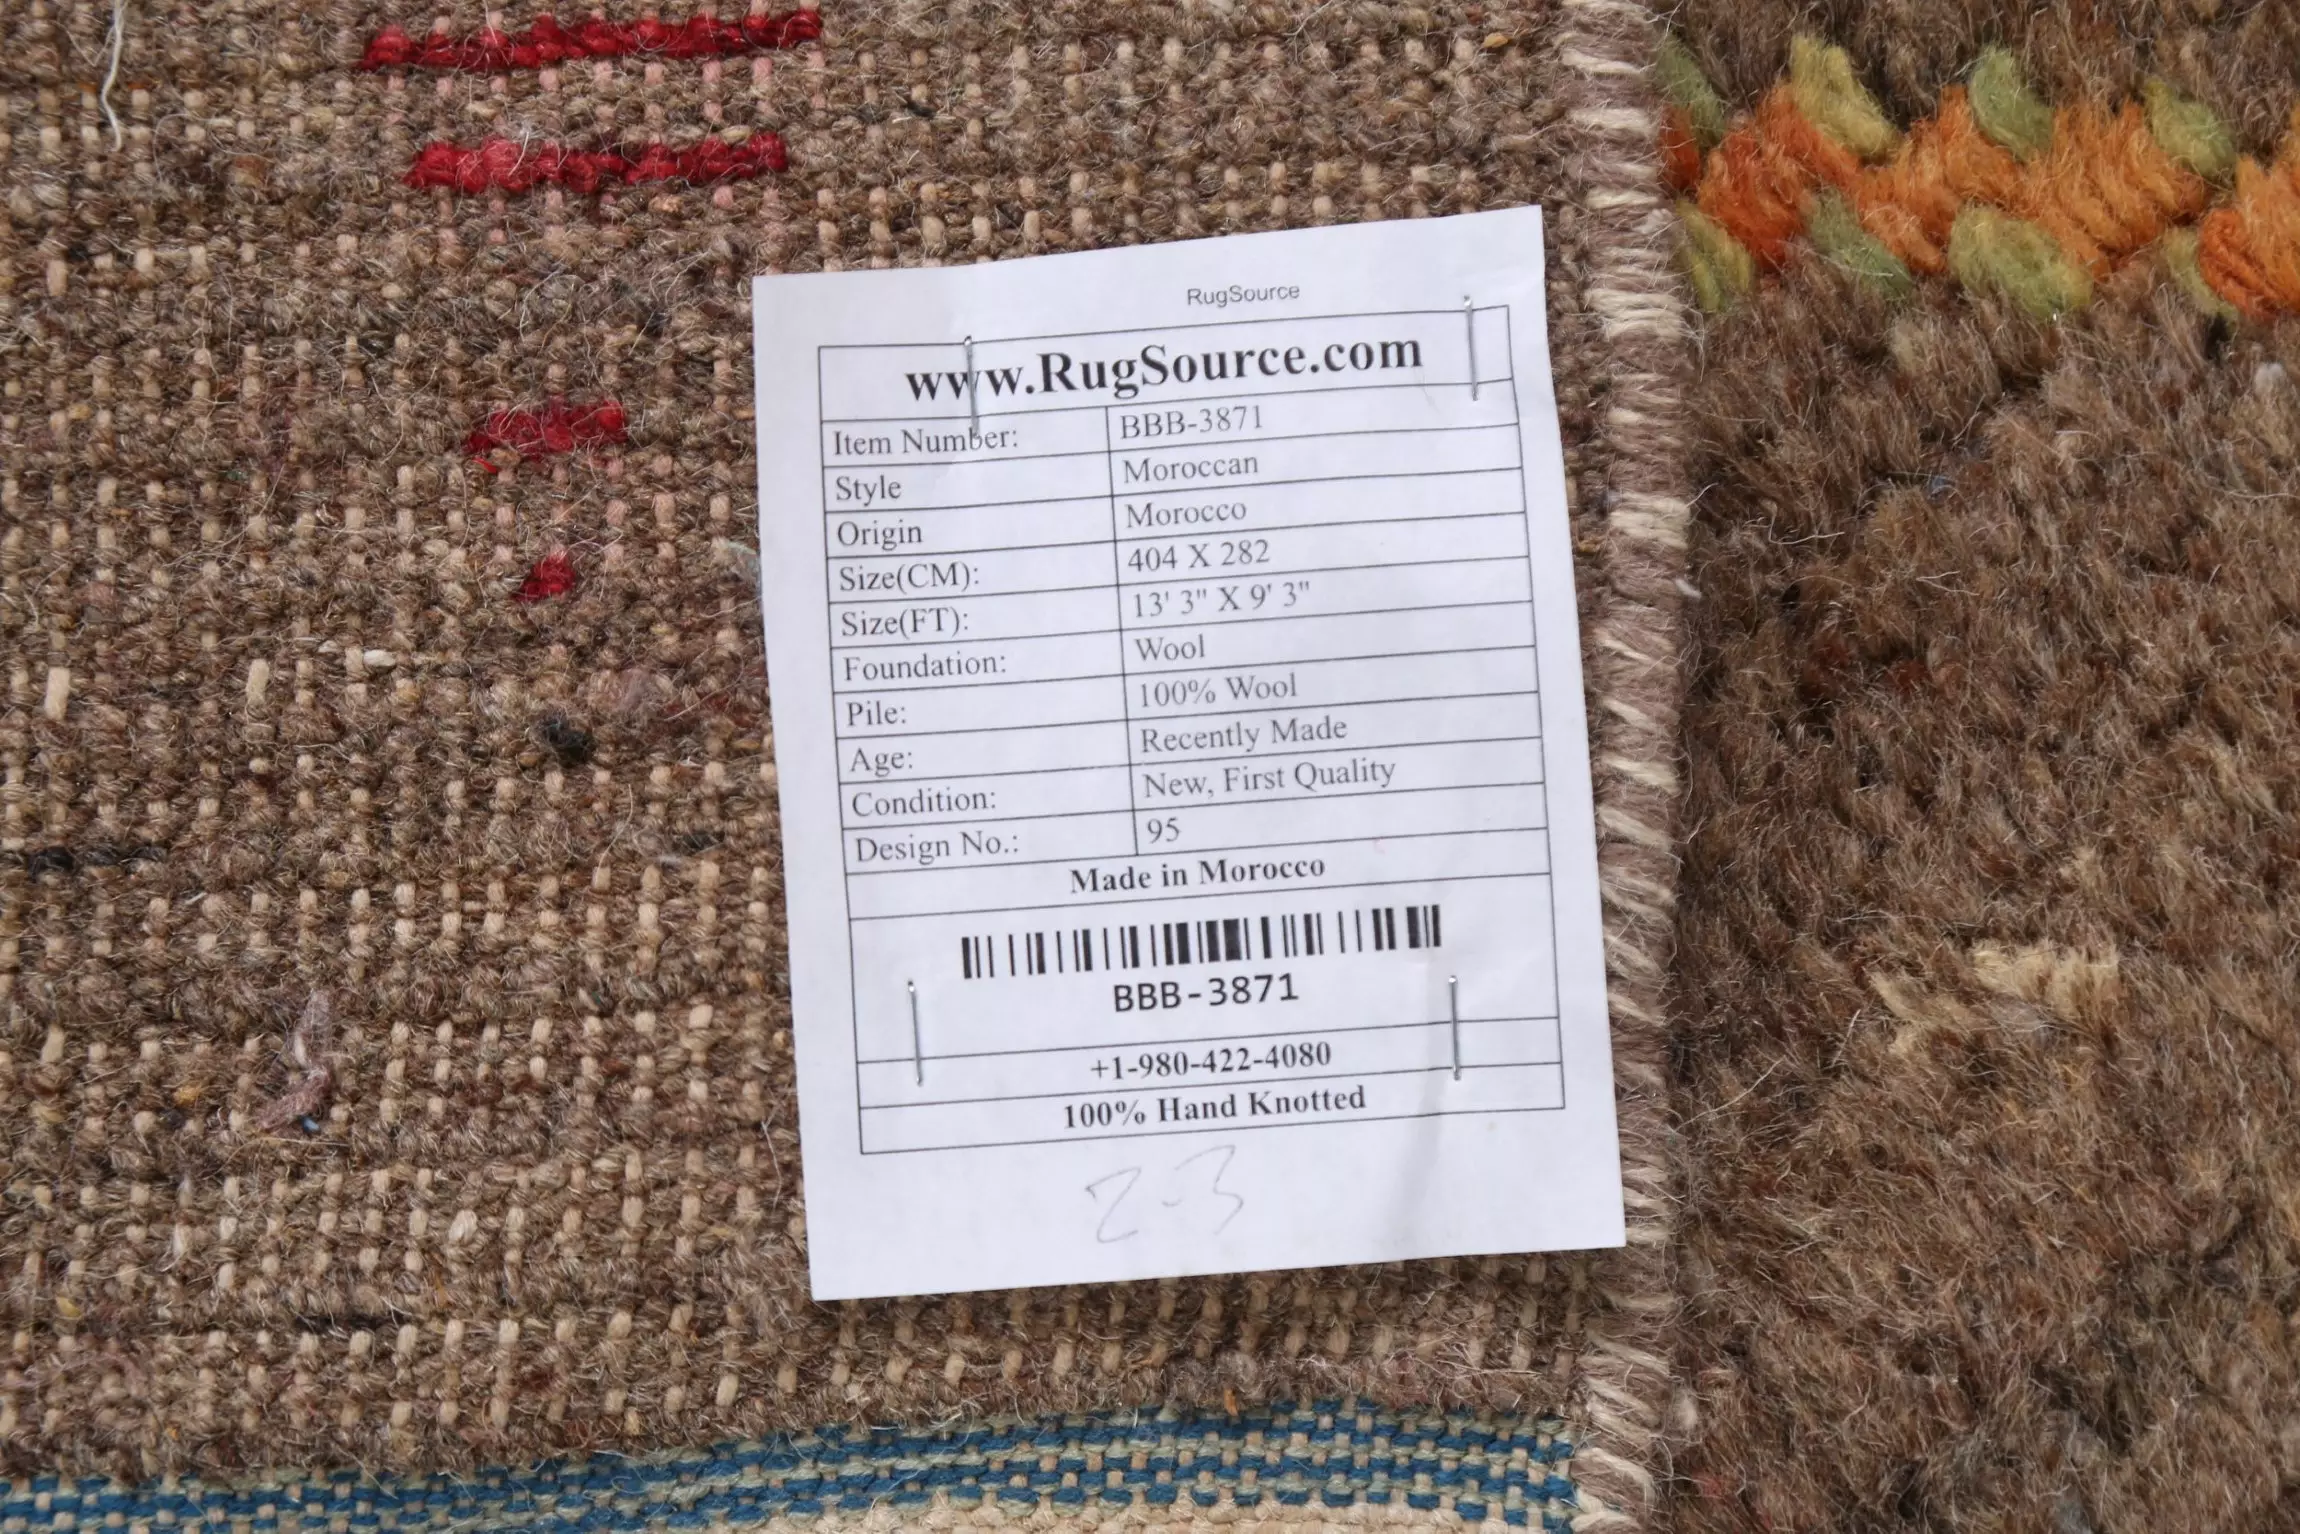 RugSource
www.RugSource.com
Item Number: BBB-3871
Style Moroccan
Origin Morocco
Size(CM): 404 X 282
Size(FT): 13' 3" X 9' 3"
Foundation: Wool
Pile: 100% Wool
Age: Recently Made
Condition: New, First Quality
Design No.: 95
Made in Morocco
BBB-3871
+1-980-422-4080
100% Hand Knotted
2-3